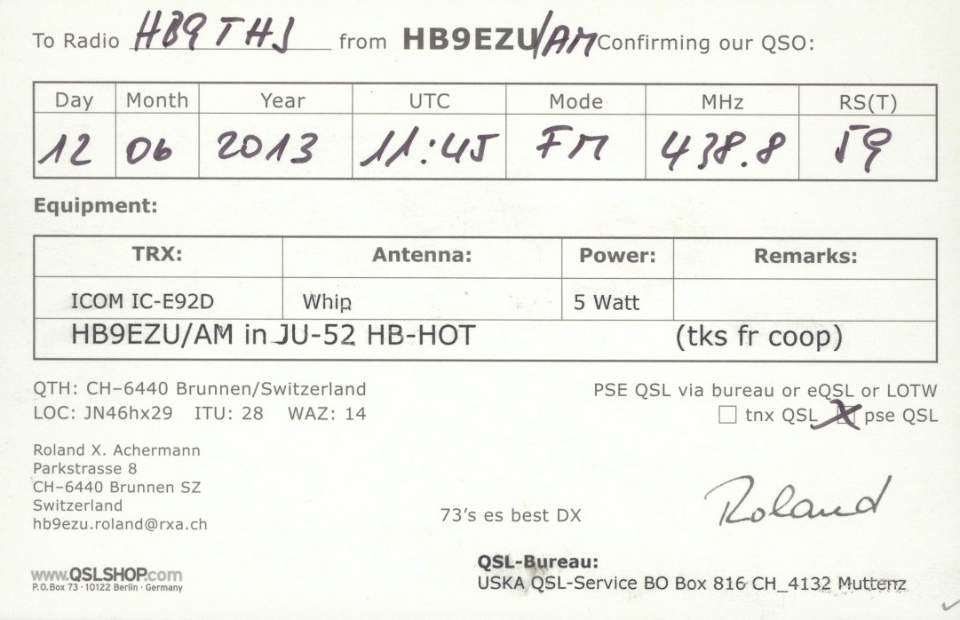 To Radio HB9THJ from HB9EZU/AM Confirming our QSO:
Day Month Year UTC Mode MHz RS(T)
12 06 2013 11:45 FM 438.8 59
Equipment:
TRX: Antenna: Power: Remarks:
ICOM IC-E92D Whip 5 Watt
HB9EZU/AM in JU-52 HB-HOT (tks fr coop)
QTH: CH–6440 Brunnen/Switzerland PSE QSL via bureau or eQSL or LOTW
LOC: JN46hx29 ITU: 28 WAZ: 14 ☐ tnx QSL ☒ pse QSL
Roland X. Achermann
Parkstrasse 8
CH–6440 Brunnen SZ
Switzerland
hb9ezu.roland@rxa.ch
73's es best DX
Roland
www.QSLSHOP.com
P.O.Box 73 · 10122 Berlin · Germany
QSL-Bureau:
USKA QSL-Service BO Box 816 CH_4132 Muttenz